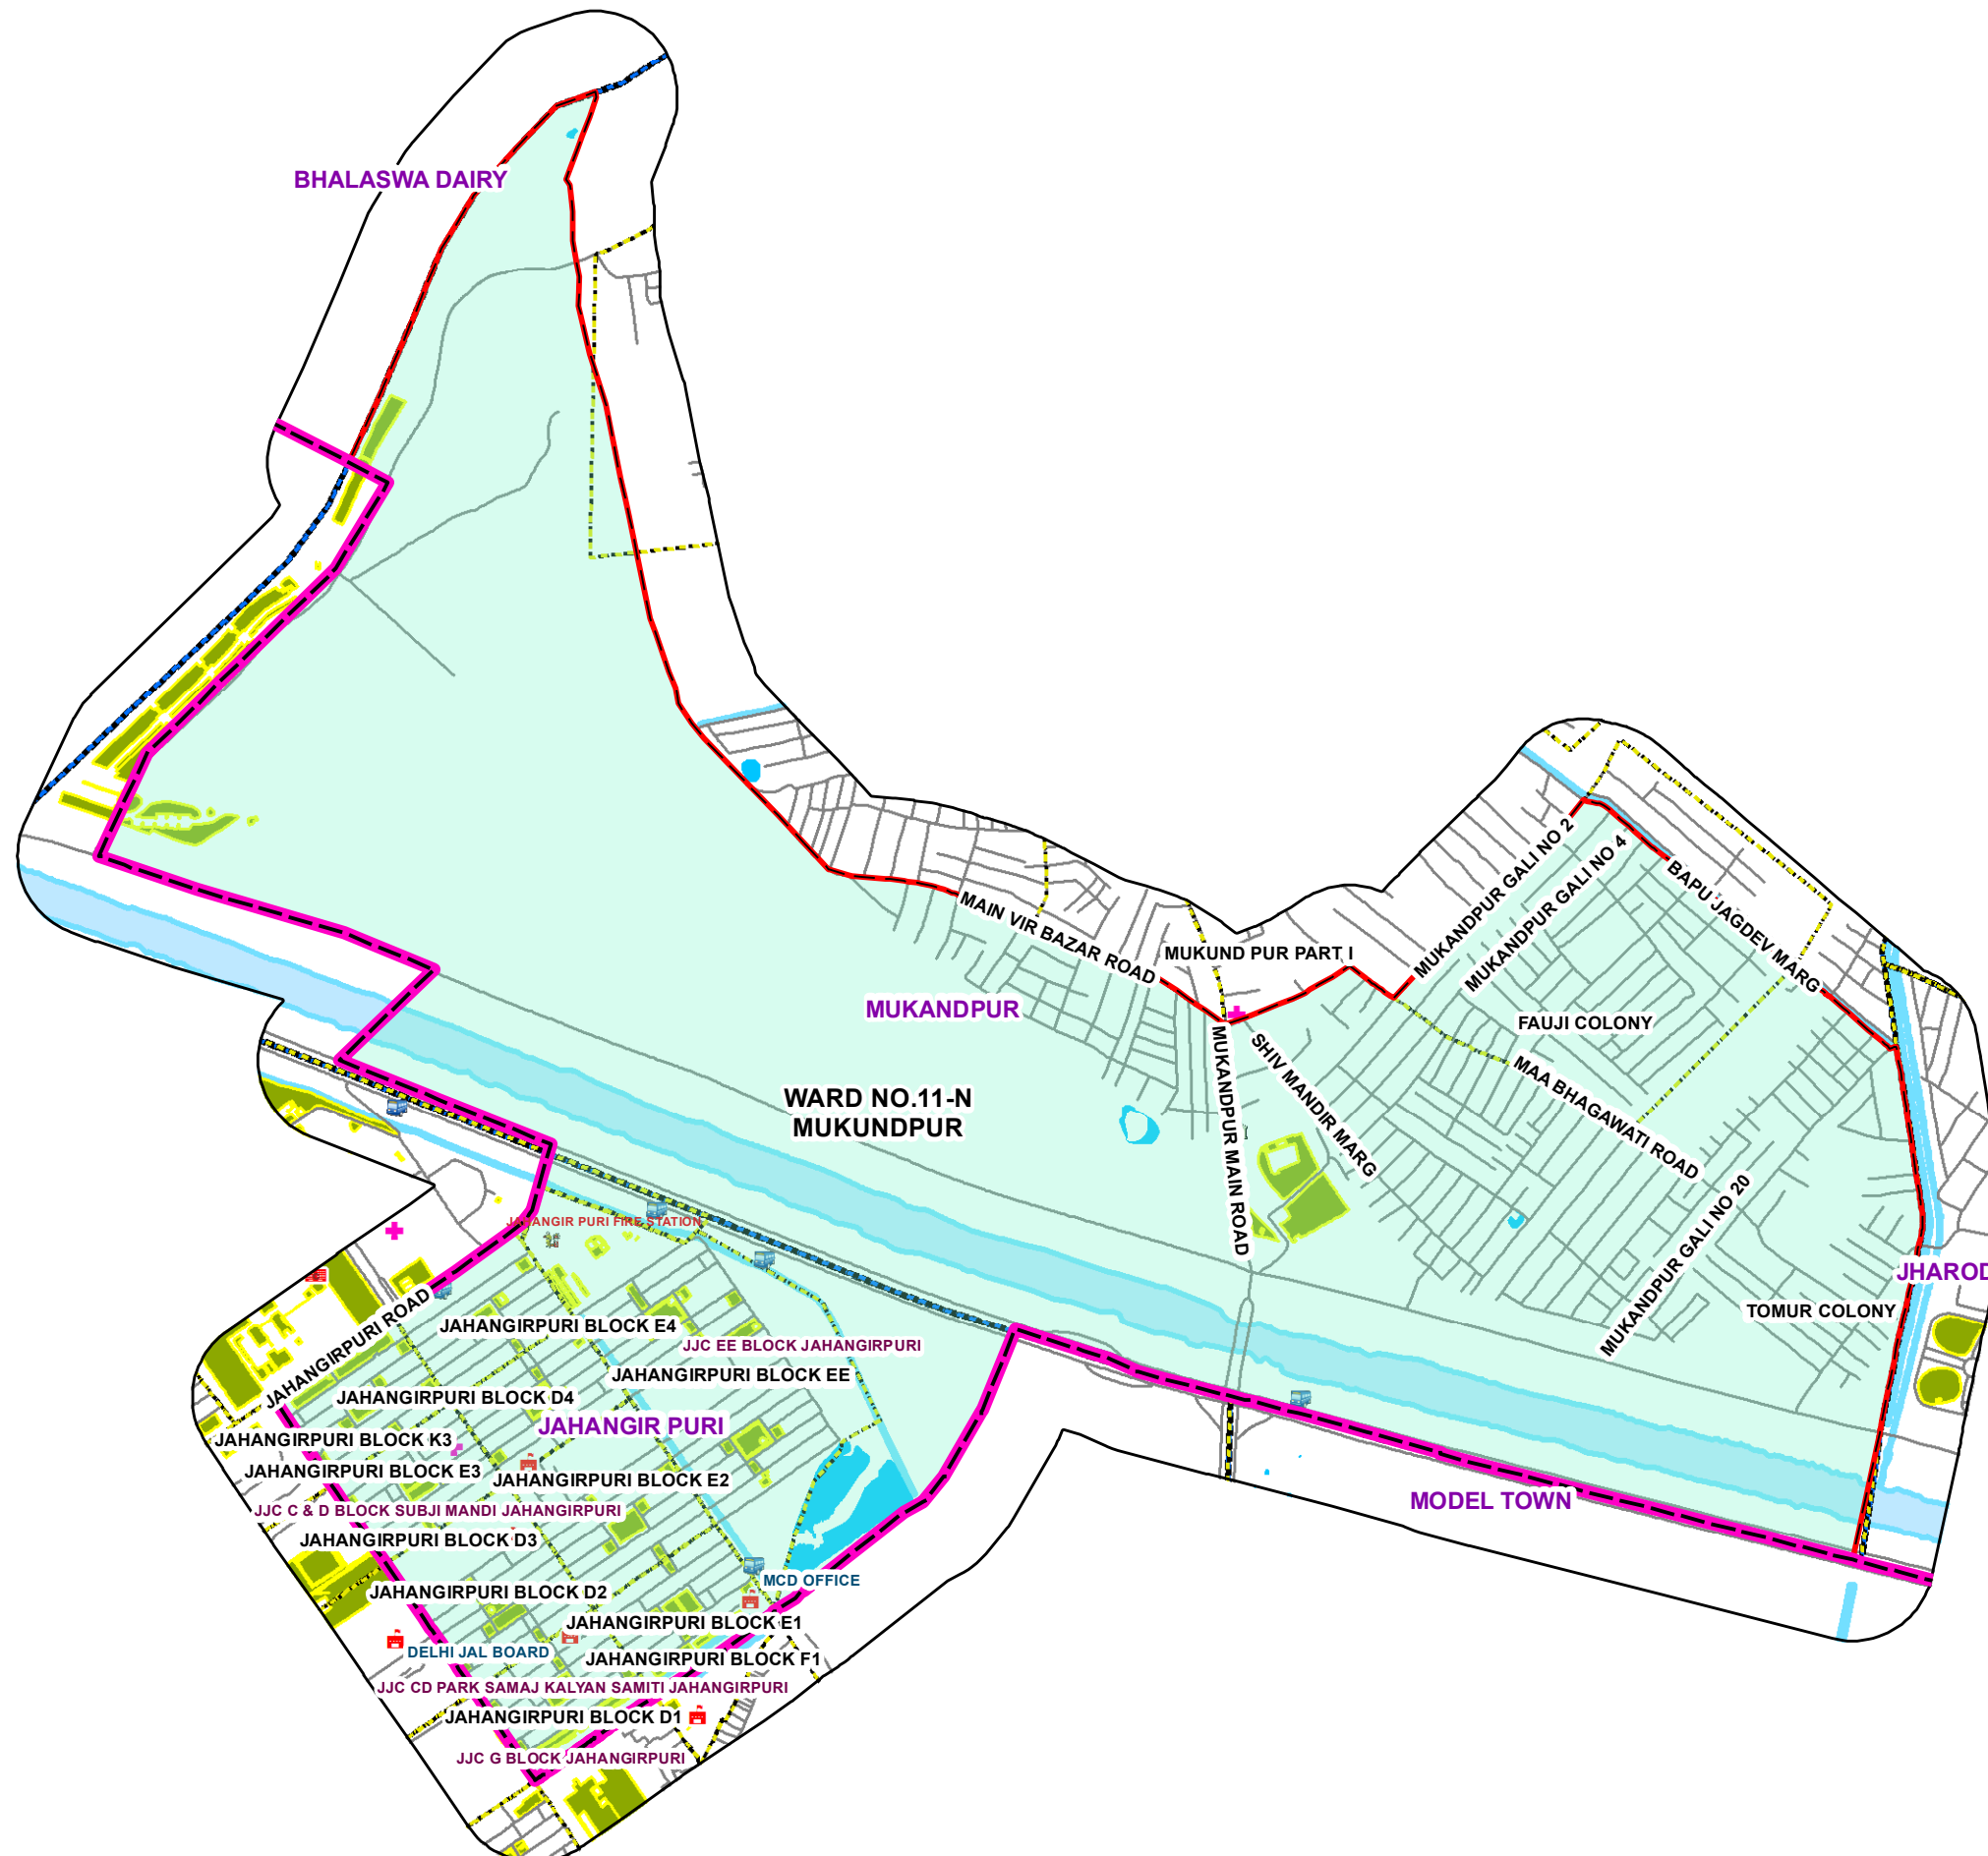 BHALASWA DAIRY
MUKANDPUR GALI NO 2
MUKANDPUR GALI NO 4
BAPU JAGDEV MARG
MAIN VIR BAZAR ROAD
MUKUND PUR PART I
MUKANDPUR
FAUJI COLONY
SHIV MANDIR MARG
MUKANDPUR MAIN ROAD
MAA BHAGAWATI ROAD
WARD NO.11-N
MUKUNDPUR
MUKANDPUR GALI NO 20
JAHANGIR PURI FIRE STATION
JHAROD
TOMUR COLONY
JAHANGIRPURI ROAD
JAHANGIRPURI BLOCK E4
JJC EE BLOCK JAHANGIRPURI
JAHANGIRPURI BLOCK EE
JAHANGIRPURI BLOCK D4
JAHANGIR PURI
JAHANGIRPURI BLOCK K3
JAHANGIRPURI BLOCK E3
JAHANGIRPURI BLOCK E2
MODEL TOWN
JJC C & D BLOCK SUBJI MANDI JAHANGIRPURI
JAHANGIRPURI BLOCK D3
MCD OFFICE
JAHANGIRPURI BLOCK D2
JAHANGIRPURI BLOCK E1
DELHI JAL BOARD
JAHANGIRPURI BLOCK F1
JJC CD PARK SAMAJ KALYAN SAMITI JAHANGIRPURI
JAHANGIRPURI BLOCK D1
JJC G BLOCK JAHANGIRPURI